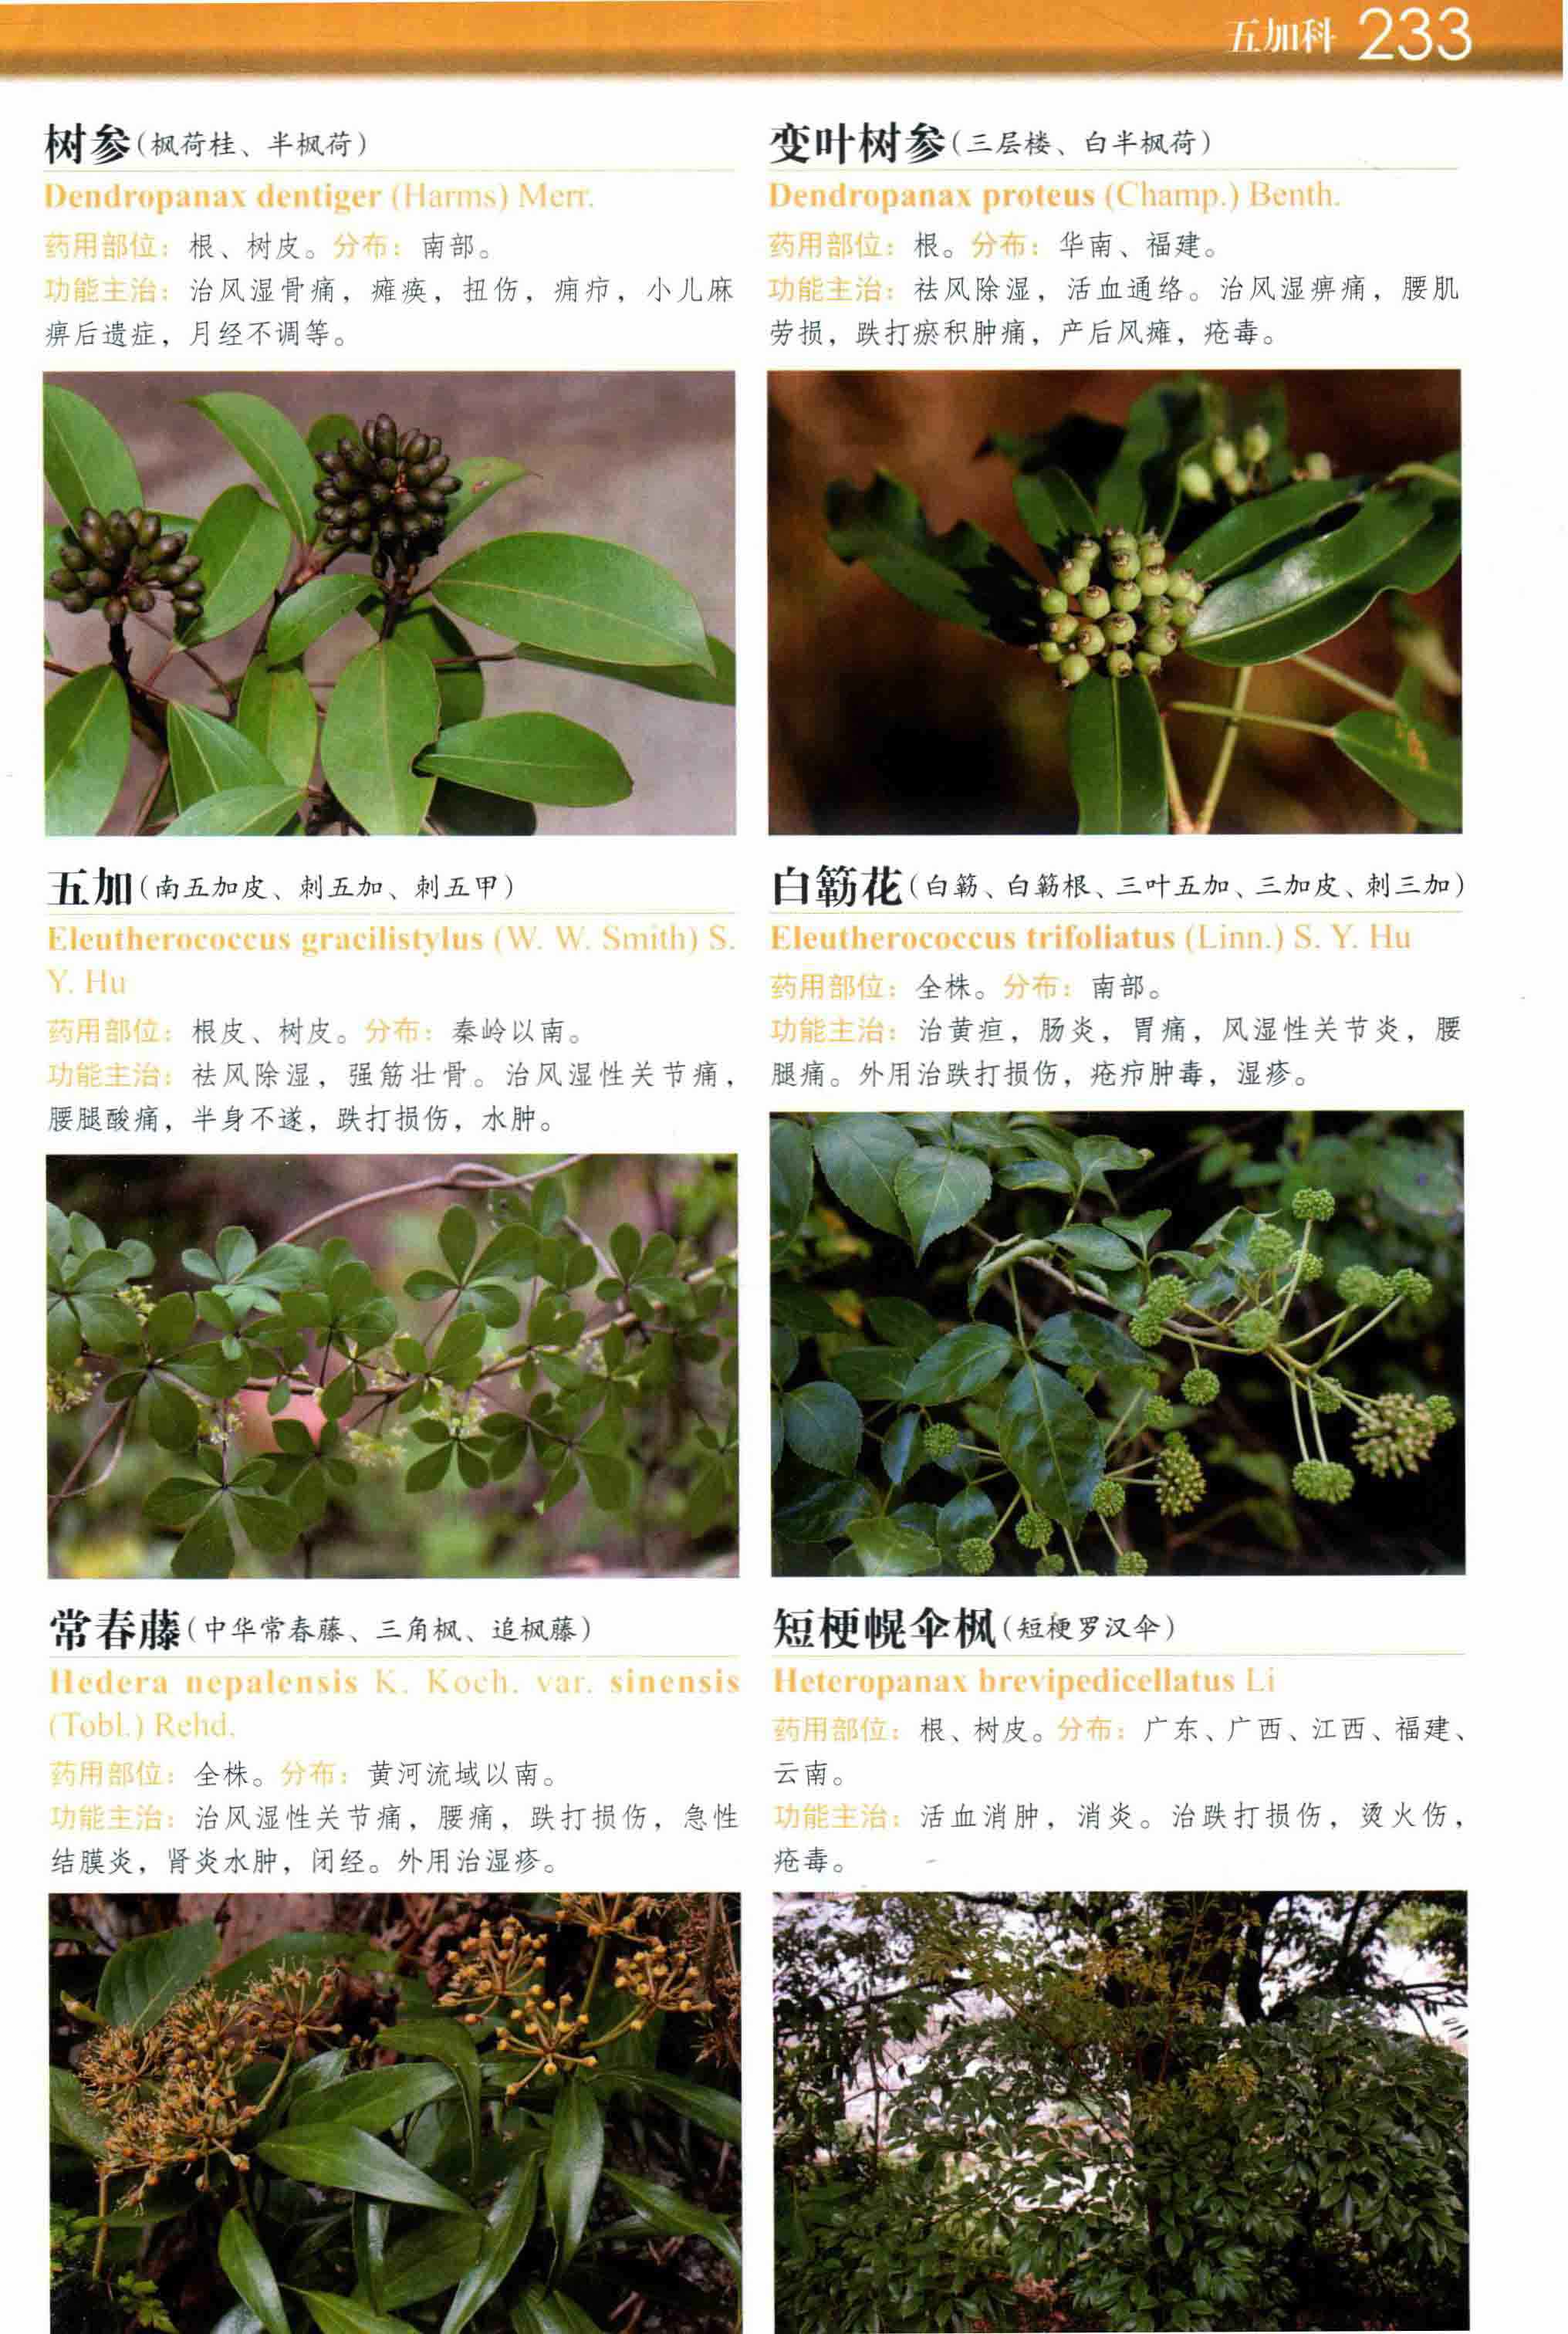 五加科 233
树参(枫荷桂、半枫荷)
Dendropanax dentiger (Harms) Merr.
药用部位：根、树皮。分布：南部。
功能主治：治风湿骨痛，瘫痪，扭伤，痈疖，小儿麻
痹后遗症，月经不调等。
变叶树参(三层楼、白半枫荷)
Dendropanax proteus (Champ.) Benth.
药用部位：根。分布：华南、福建。
功能主治：祛风除湿，活血通络。治风湿痹痛，腰肌
劳损，跌打瘀积肿痛，产后风瘫，疮毒。
五加(南五加皮、刺五加、刺五甲)
Eleutherococcus gracilistylus (W. W. Smith) S.
Y. Hu
药用部位：根皮、树皮。分布：秦岭以南。
功能主治：祛风除湿，强筋壮骨。治风湿性关节痛，
腰腿酸痛，半身不遂，跌打损伤，水肿。
白簕花(白簕、白簕根、三叶五加、三加皮、刺三加)
Eleutherococcus trifoliatus (Linn.) S. Y. Hu
药用部位：全株。分布：南部。
功能主治：治黄疸，肠炎，胃痛，风湿性关节炎，腰
腿痛。外用治跌打损伤，疮疖肿毒，湿疹。
常春藤(中华常春藤、三角枫、追枫藤)
Hedera nepalensis K. Koch. var. sinensis
(Tobl.) Rehd.
药用部位：全株。分布：黄河流域以南。
功能主治：治风湿性关节痛，腰痛，跌打损伤，急性
结膜炎，肾炎水肿，闭经。外用治湿疹。
短梗幌伞枫(短梗罗汉伞)
Heteropanax brevipedicellatus Li
药用部位：根、树皮。分布：广东、广西、江西、福建、
云南。
功能主治：活血消肿，消炎。治跌打损伤，烫火伤，
疮毒。